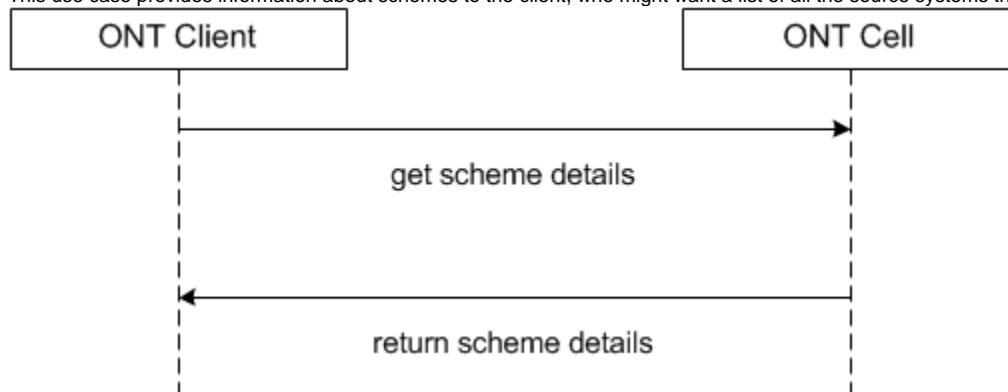 This use case provides information about schemes to the client, who might want a list of all the source systems th
ONT Client
ONT Cell
get scheme details
return scheme details